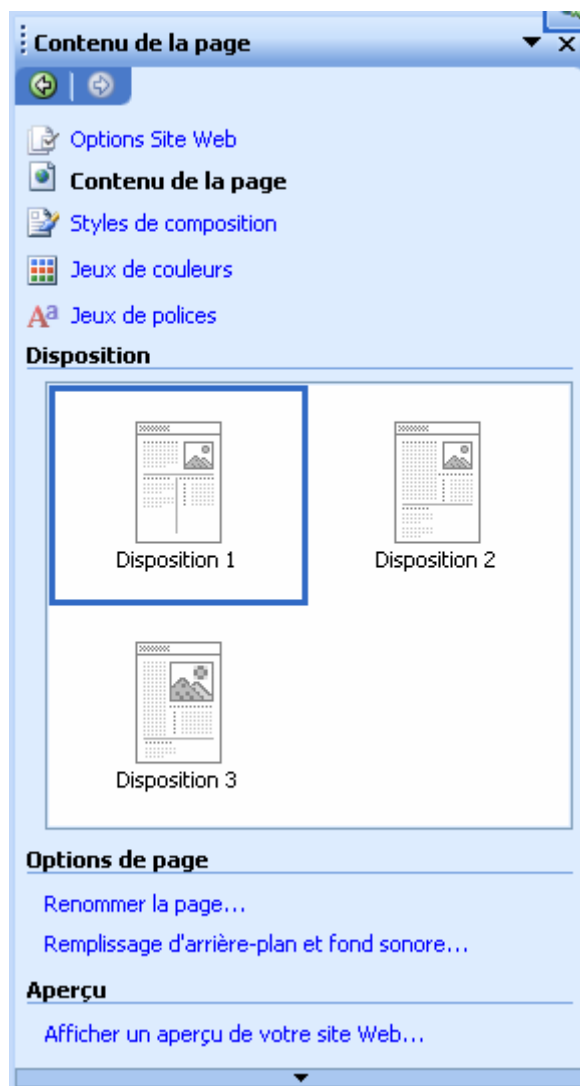 Contenu de la page
Options Site Web
Contenu de la page
Styles de composition
Jeux de couleurs
Jeux de polices
Disposition
Disposition 1
Disposition 2
Disposition 3
Options de page
Renommer la page...
Remplissage d'arrière-plan et fond sonore...
Aperçu
Afficher un aperçu de votre site Web...